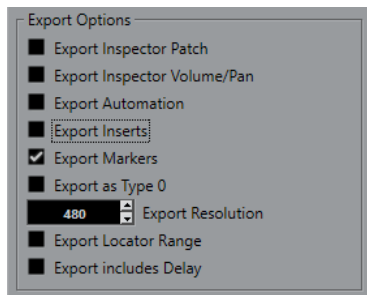 Export Options
Export Inspector Patch
Export Inspector Volume/Pan
Export Automation
Export Inserts
Export Markers
Export as Type 0
480 Export Resolution
Export Locator Range
Export includes Delay